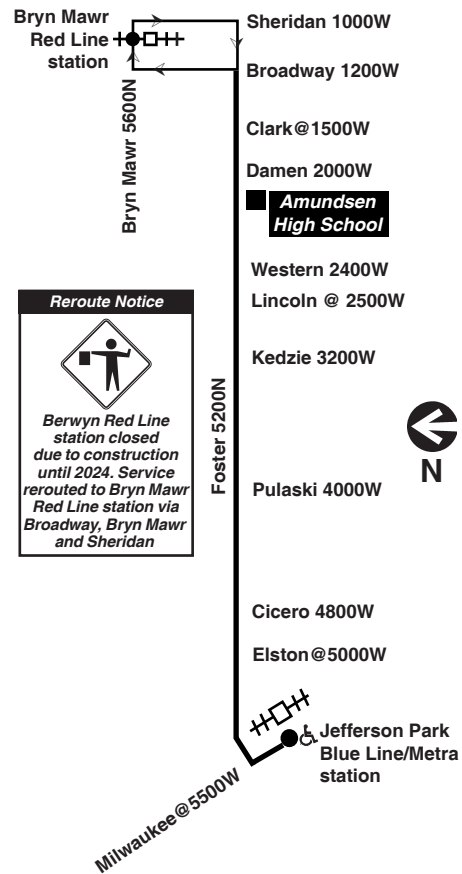 Bryn Mawr
Red Line
station
Sheridan 1000W
Broadway 1200W
Bryn Mawr 5600N
Clark@1500W
Damen 2000W
Amundsen
High School
Western 2400W
Lincoln @ 2500W
Kedzie 3200W
Reroute Notice
Berwyn Red Line
station closed
due to construction
until 2024. Service
rerouted to Bryn Mawr
Red Line station via
Broadway, Bryn Mawr
and Sheridan
Foster 5200N
N
Pulaski 4000W
Cicero 4800W
Elston@5000W
Jefferson Park
Blue Line/Metra
station
Milwaukee@5500W